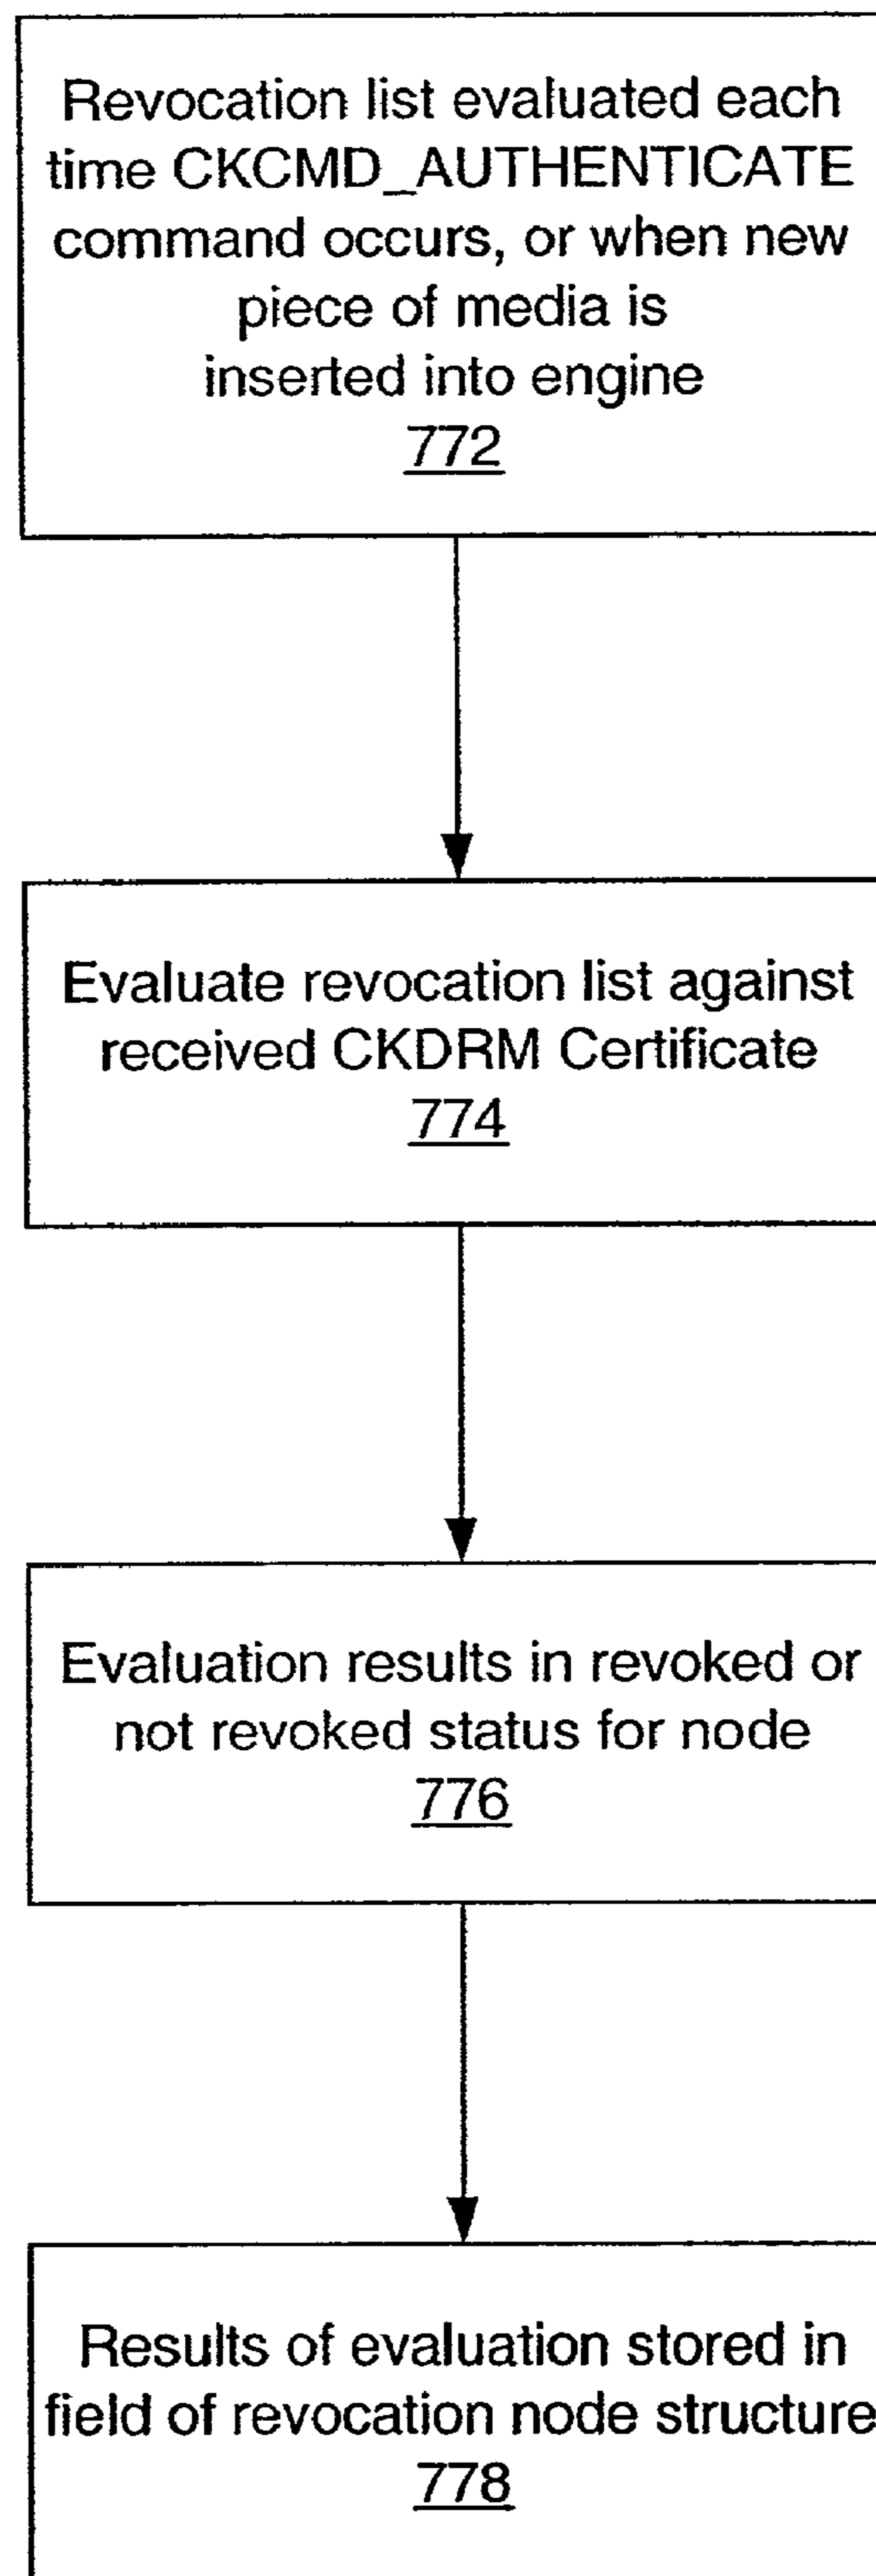 Revocation list evaluated each
time CKCMD_AUTHENTICATE
command occurs, or when new
piece of media is
inserted into engine
772
Evaluate revocation list against
received CKDRM Certificate
774
Evaluation results in revoked or
not revoked status for node
776
Results of evaluation stored in
field of revocation node structure
778